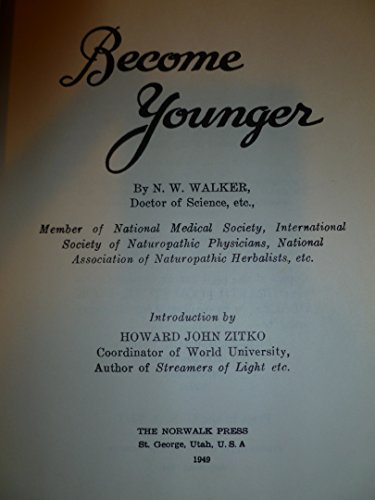 Become
Younger
By N. W. WALKER,
Doctor of Science, etc.,
Member of National Medical Society, International
Society of Naturopathic Physicians, National
Association of Naturopathic Herbalists, etc.
Introduction by
HOWARD JOHN ZITKO
Coordinator of World University,
Author of Streamers of Light etc.
THE NORWALK PRESS
St. George, Utah, U. S. A
1949